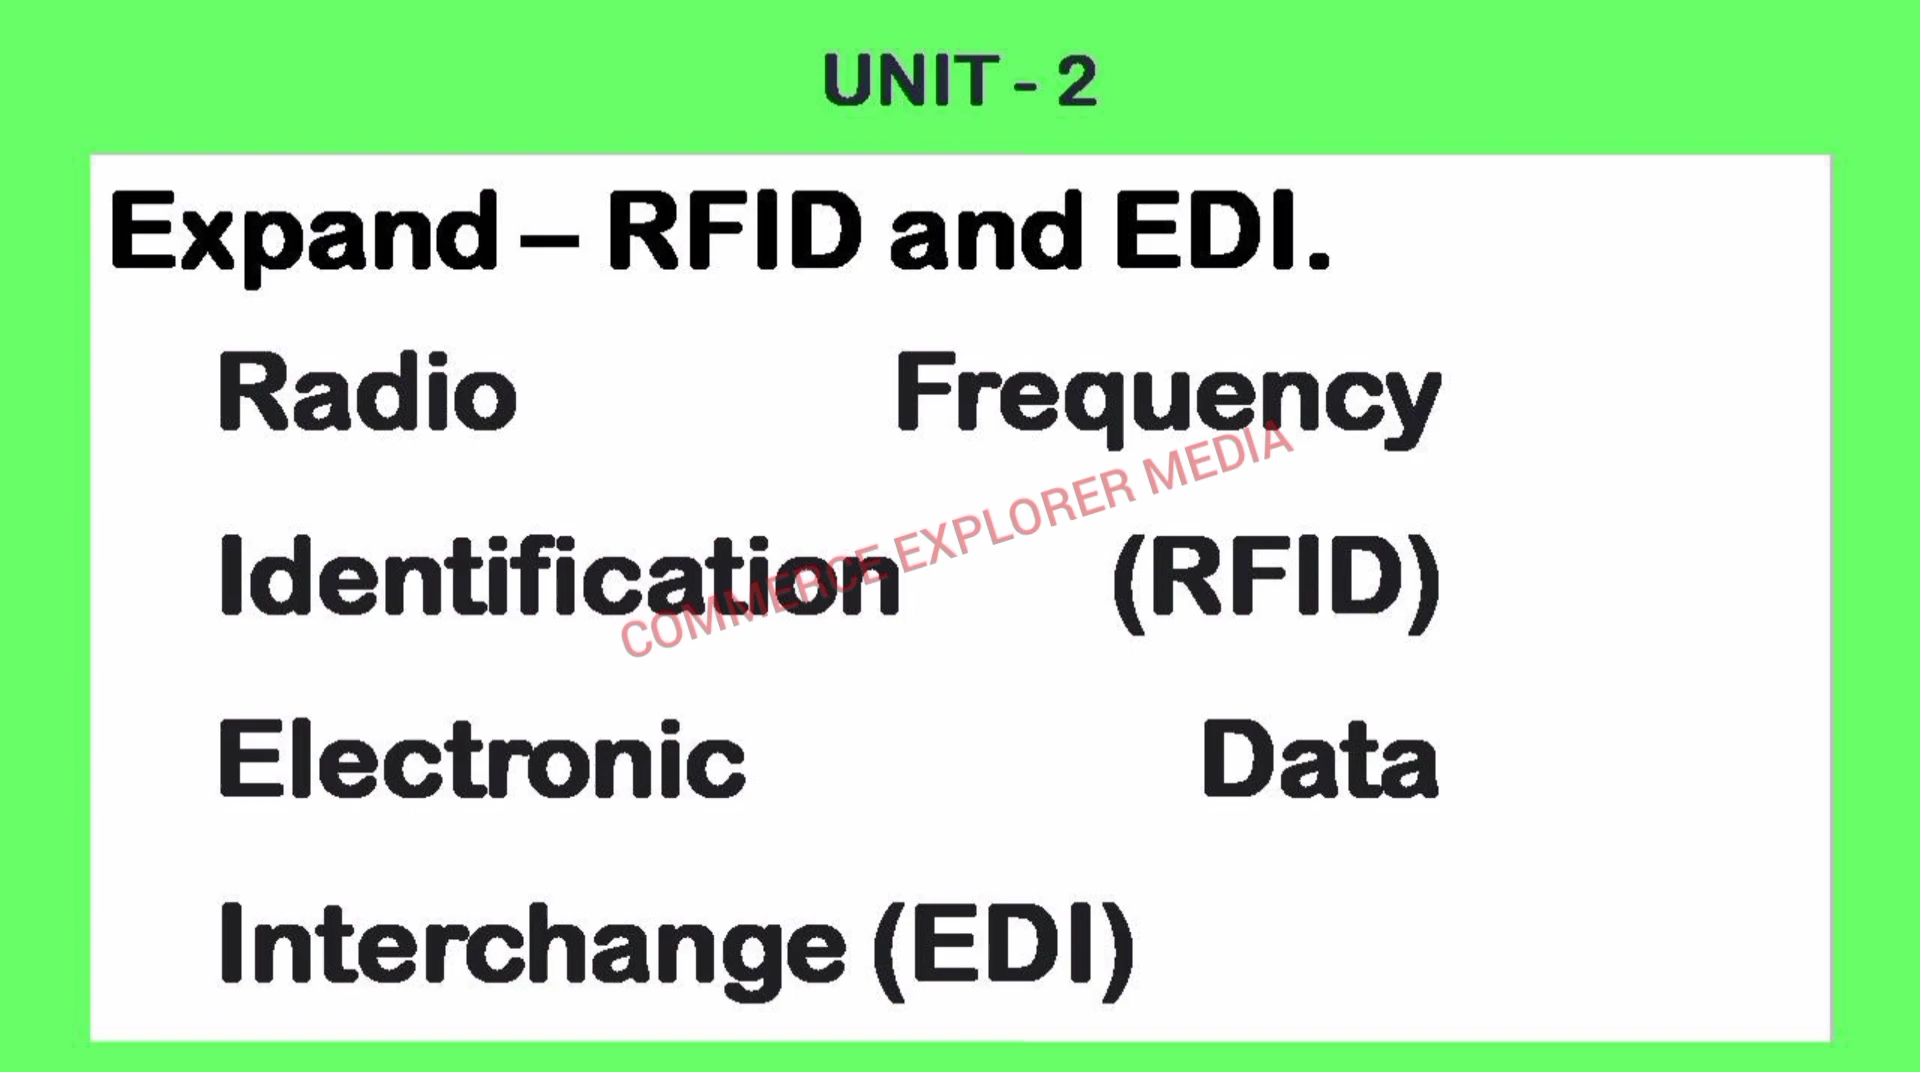 UNIT - 2
Expand – RFID and EDI.
Radio Frequency
Identification (RFID)
COMMERCE EXPLORER MEDIA
Electronic Data
Interchange (EDI)